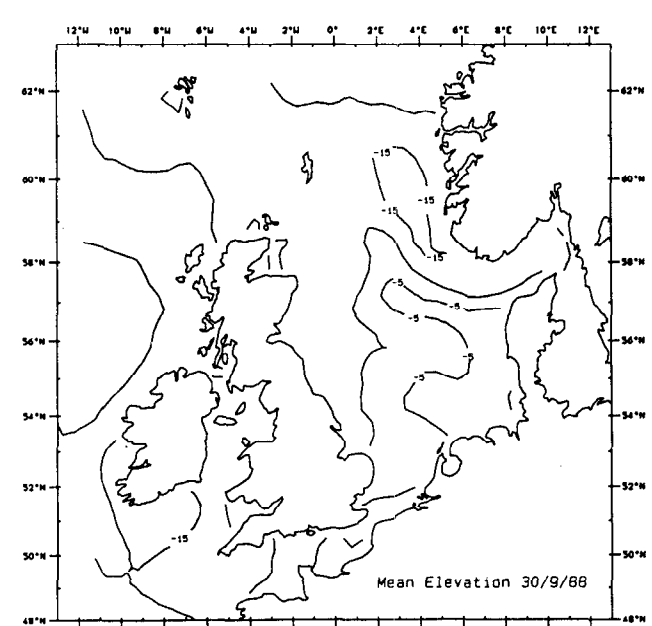 12°W 10°W 8°W 6°W 4°W 2°W 0° 2°E 4°E 6°E 8°E 10°E 12°E
62°N 62°N
-15
60°N 60°N
-15
-15
58°N -15 58°N
-5
-5
-5
56°N 56°N
-5
-5
54°N 54°N
52°N 52°N
-15
50°N 50°N
Mean Elevation 30/9/88
48°N 48°N